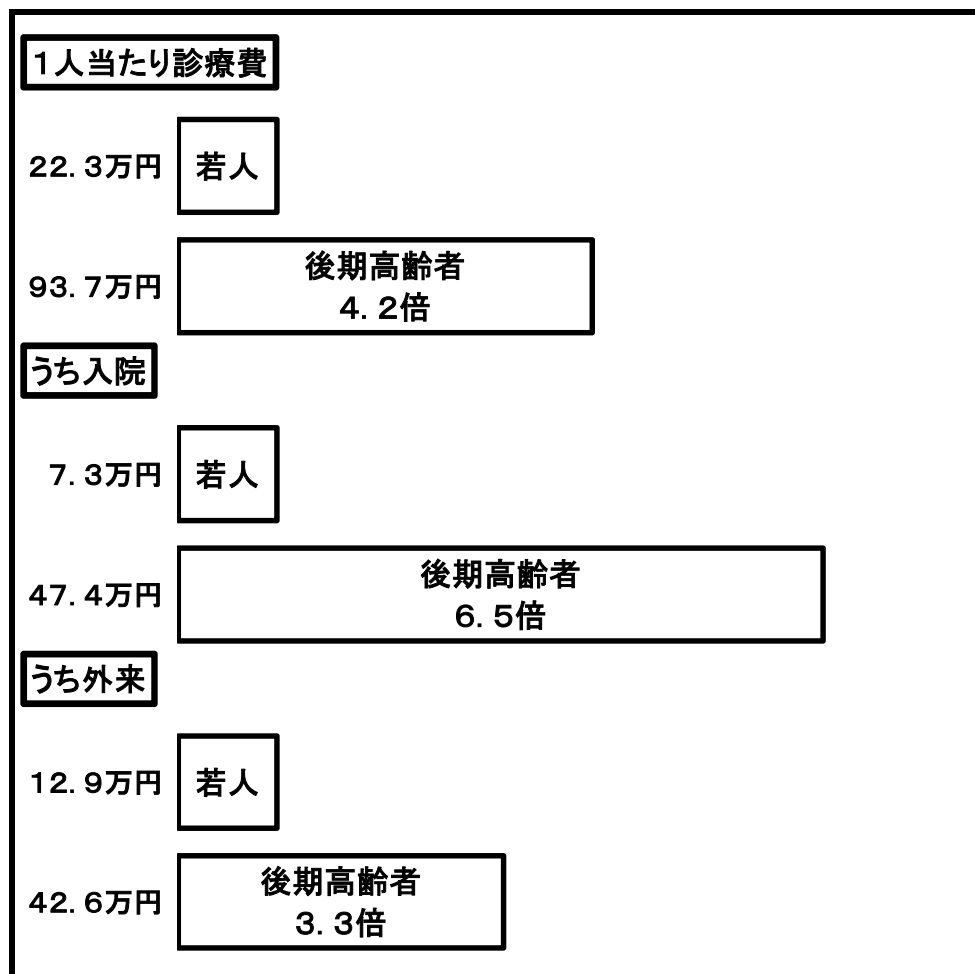 １人当たり診療費
22．3万円
若人
93．7万円
後期高齢者
4．2倍
うち入院
7．3万円
若人
47．4万円
後期高齢者
6．5倍
うち外来
12．9万円
若人
42．6万円
後期高齢者
3．3倍